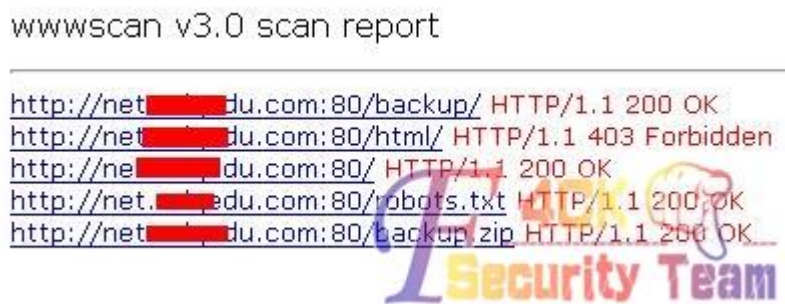 wwwscan v3.0 scan report
http://net du.com:80/backup/ HTTP/1.1 200 OK
http://net du.com:80/html/ HTTP/1.1 403 Forbidden
http://ne du.com:80/ HTTP/1.1 200 OK
http://net. edu.com:80/robots.txt HTTP/1.1 200 OK
http://net du.com:80/backup.zip HTTP/1.1 200 OK
F4ck
Security Team